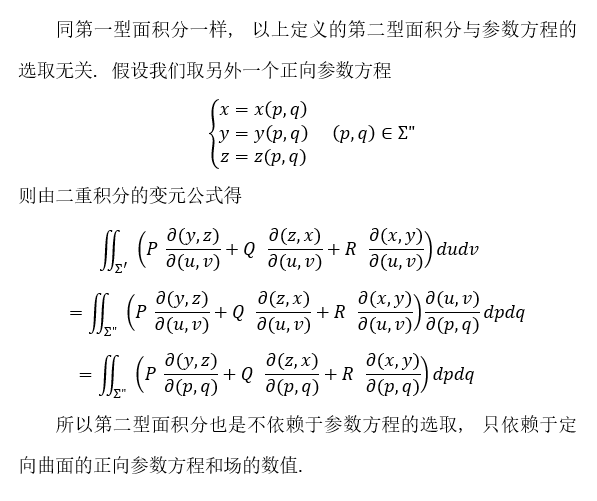 同第一型面积分一样, 以上定义的第二型面积分与参数方程的
选取无关. 假设我们取另外一个正向参数方程
{x = x(p,q)
y = y(p,q) (p,q) ∈ Σ"
z = z(p,q)
则由二重积分的变元公式得
∬_Σ′ (P ∂(y,z)/∂(u,v) + Q ∂(z,x)/∂(u,v) + R ∂(x,y)/∂(u,v)) dudv
= ∬_Σ" (P ∂(y,z)/∂(u,v) + Q ∂(z,x)/∂(u,v) + R ∂(x,y)/∂(u,v)) ∂(u,v)/∂(p,q) dpdq
= ∬_Σ" (P ∂(y,z)/∂(p,q) + Q ∂(z,x)/∂(p,q) + R ∂(x,y)/∂(p,q)) dpdq
所以第二型面积分也是不依赖于参数方程的选取, 只依赖于定
向曲面的正向参数方程和场的数值.